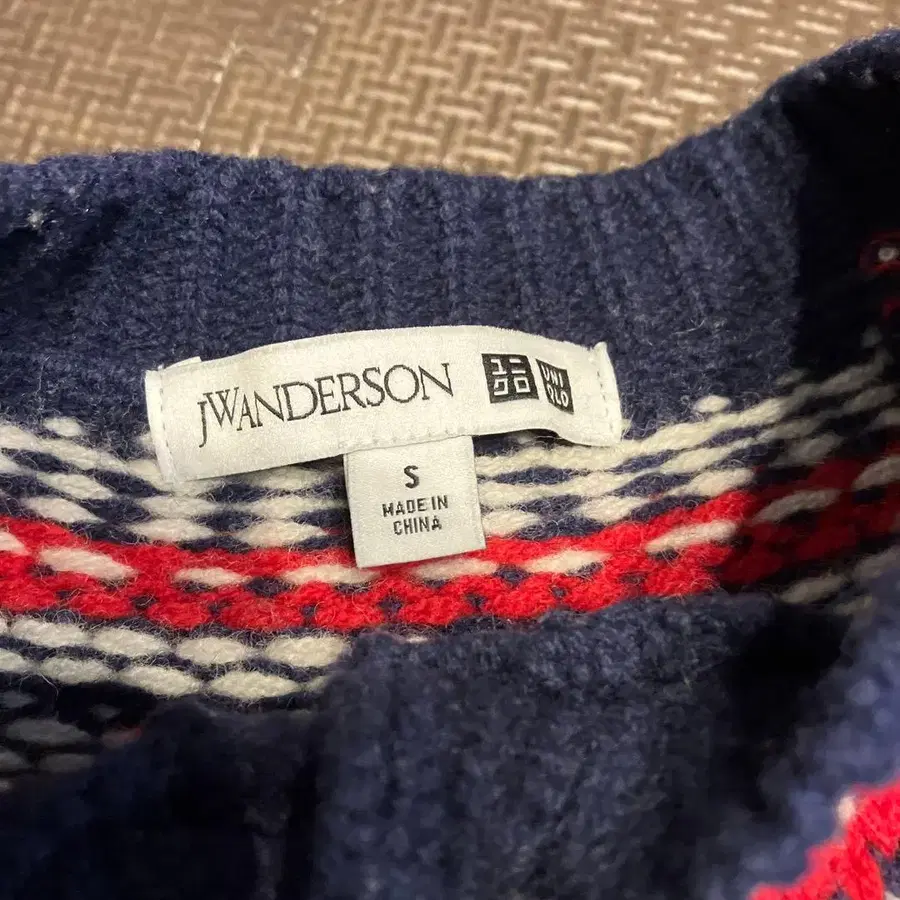 JWANDERSON
ユニ
クロ
UNI
QLO
S
MADE IN
CHINA